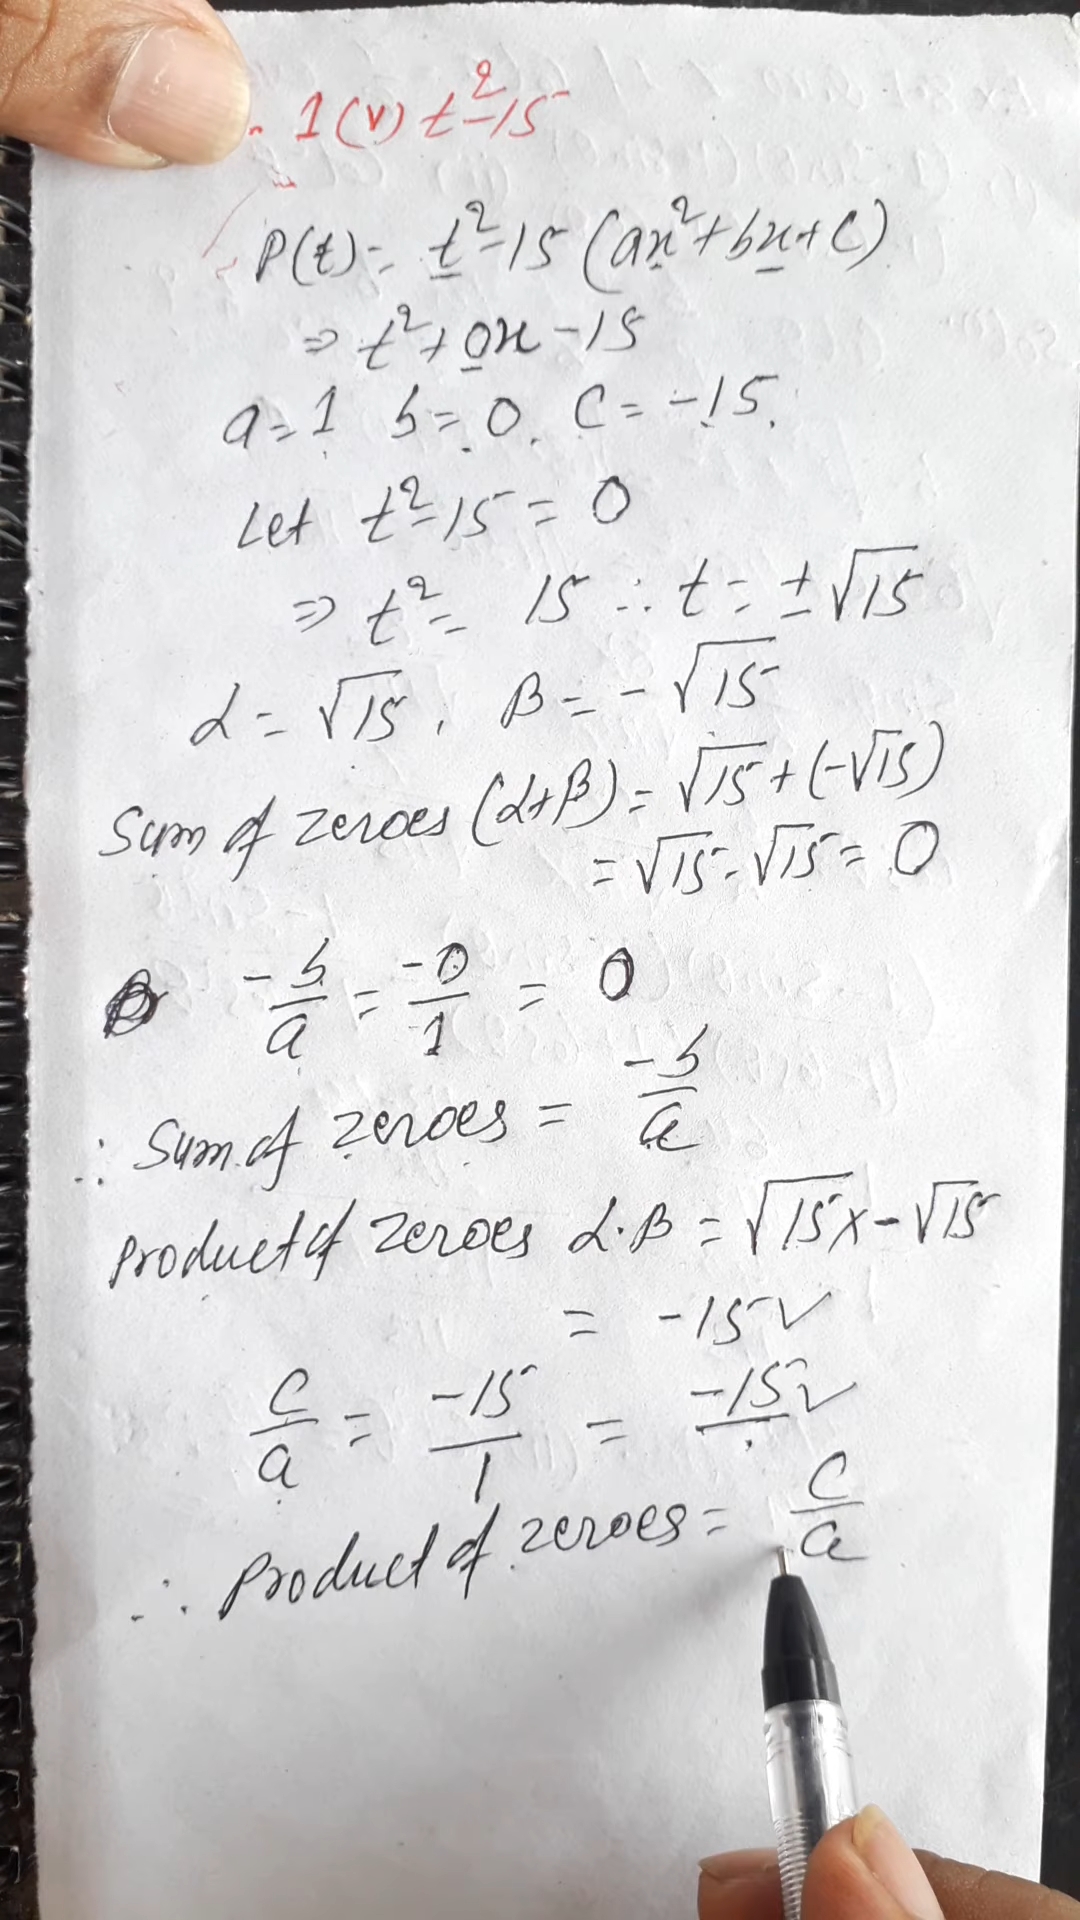 1(v) t²-15
P(t)= t²-15 (ax²+bx+c)
⇒ t²+0x-15
a=1 b=0. C=-15.
Let t²-15=0
⇒ t²= 15 ∴ t=±√15
α=√15, β=-√15
Sum of zeroes (α+β)=√15+(-√15)
=√15-√15=0
-b/a = -0/1 = 0
∴ Sum of zeroes = -b/a
Product of zeroes α.β=√15x-√15
= -15✓
C/a = -15/1 = -15✓
∴ Product of zeroes= C/a